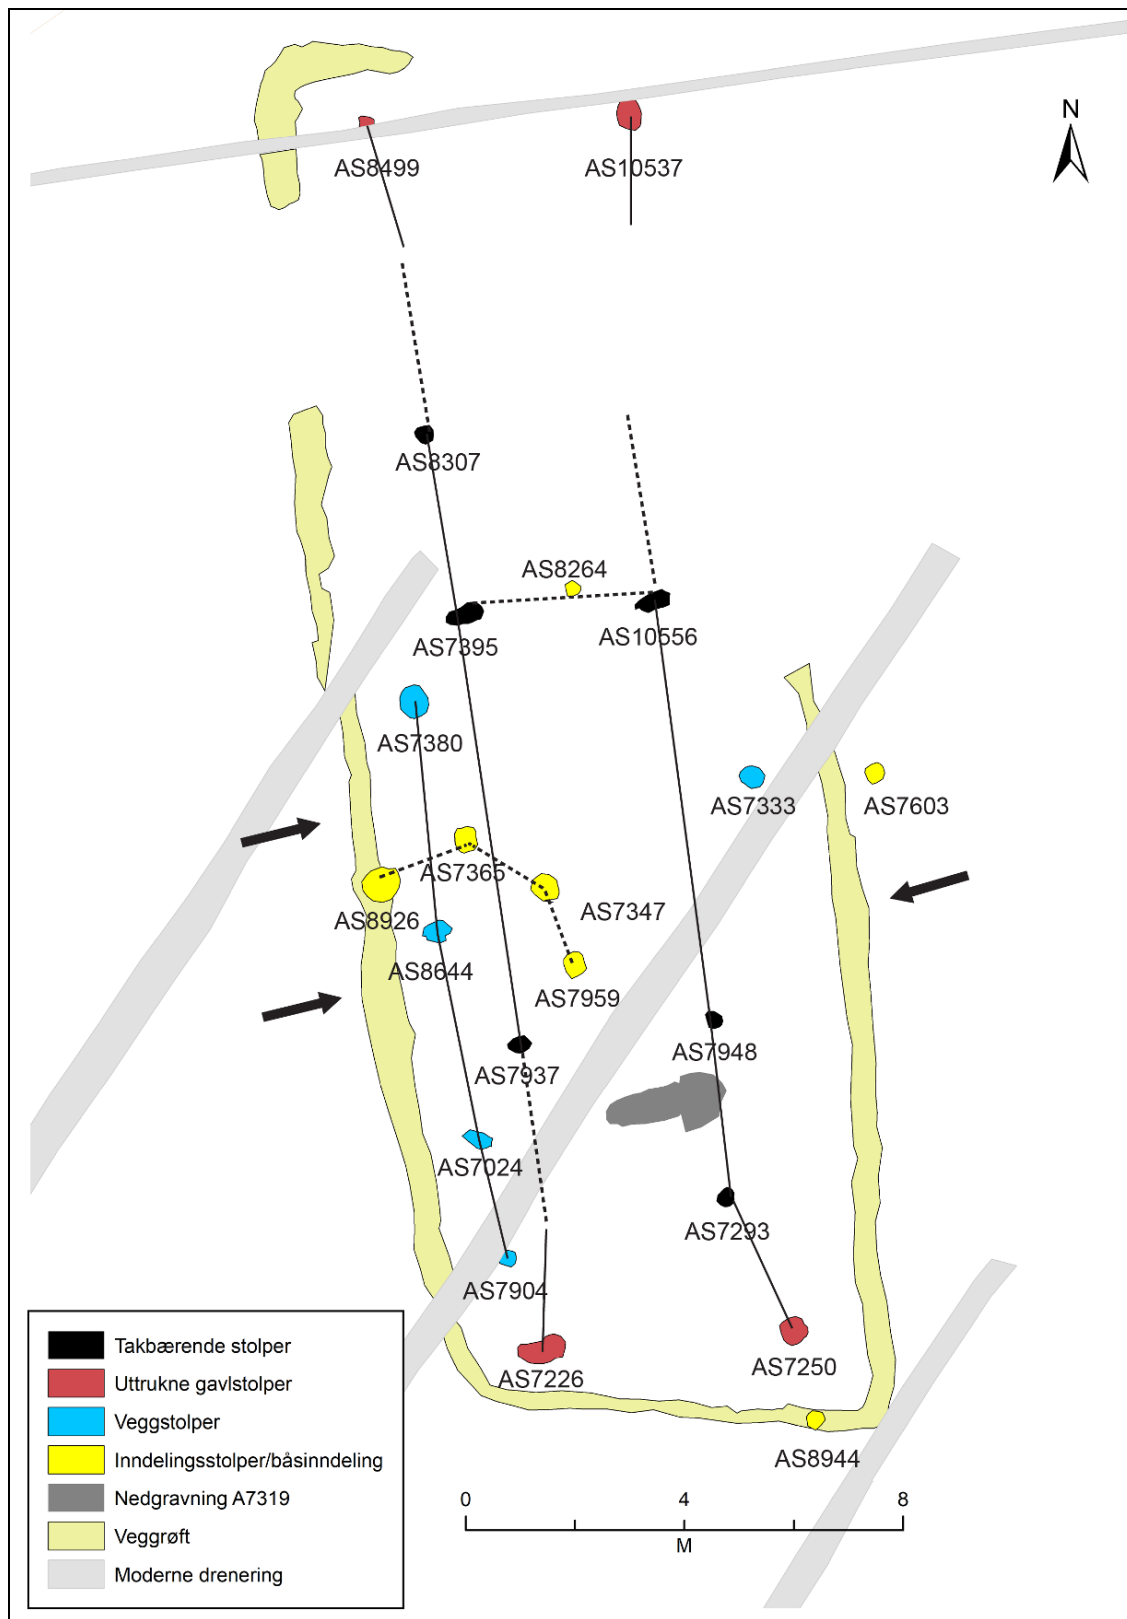 N
AS8499
AS10537
AS8307
AS8264
AS7395
AS10556
AS7380
AS7333
AS7603
AS7365
AS8926
AS7347
AS8644
AS7959
AS7948
AS7937
AS7024
AS7293
AS7904
AS7250
AS7226
AS8944
Takbærende stolper
Uttrukne gavlstolper
Veggstolper
Inndelingsstolper/båsinndeling
Nedgravning A7319
Veggrøft
Moderne drenering
0 4 8
M